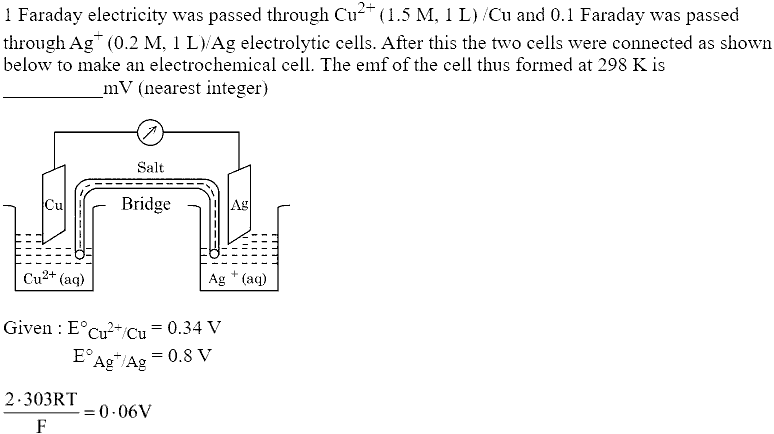 1 Faraday electricity was passed through Cu²⁺ (1.5 M, 1 L) /Cu and 0.1 Faraday was passed
through Ag⁺ (0.2 M, 1 L)/Ag electrolytic cells. After this the two cells were connected as shown
below to make an electrochemical cell. The emf of the cell thus formed at 298 K is
__________mV (nearest integer)
Salt
Cu Bridge Ag
Cu²⁺ (aq) Ag ⁺ (aq)
Given : E°Cu²⁺/Cu = 0.34 V
E°Ag⁺/Ag = 0.8 V
2·303RT/F = 0·06V